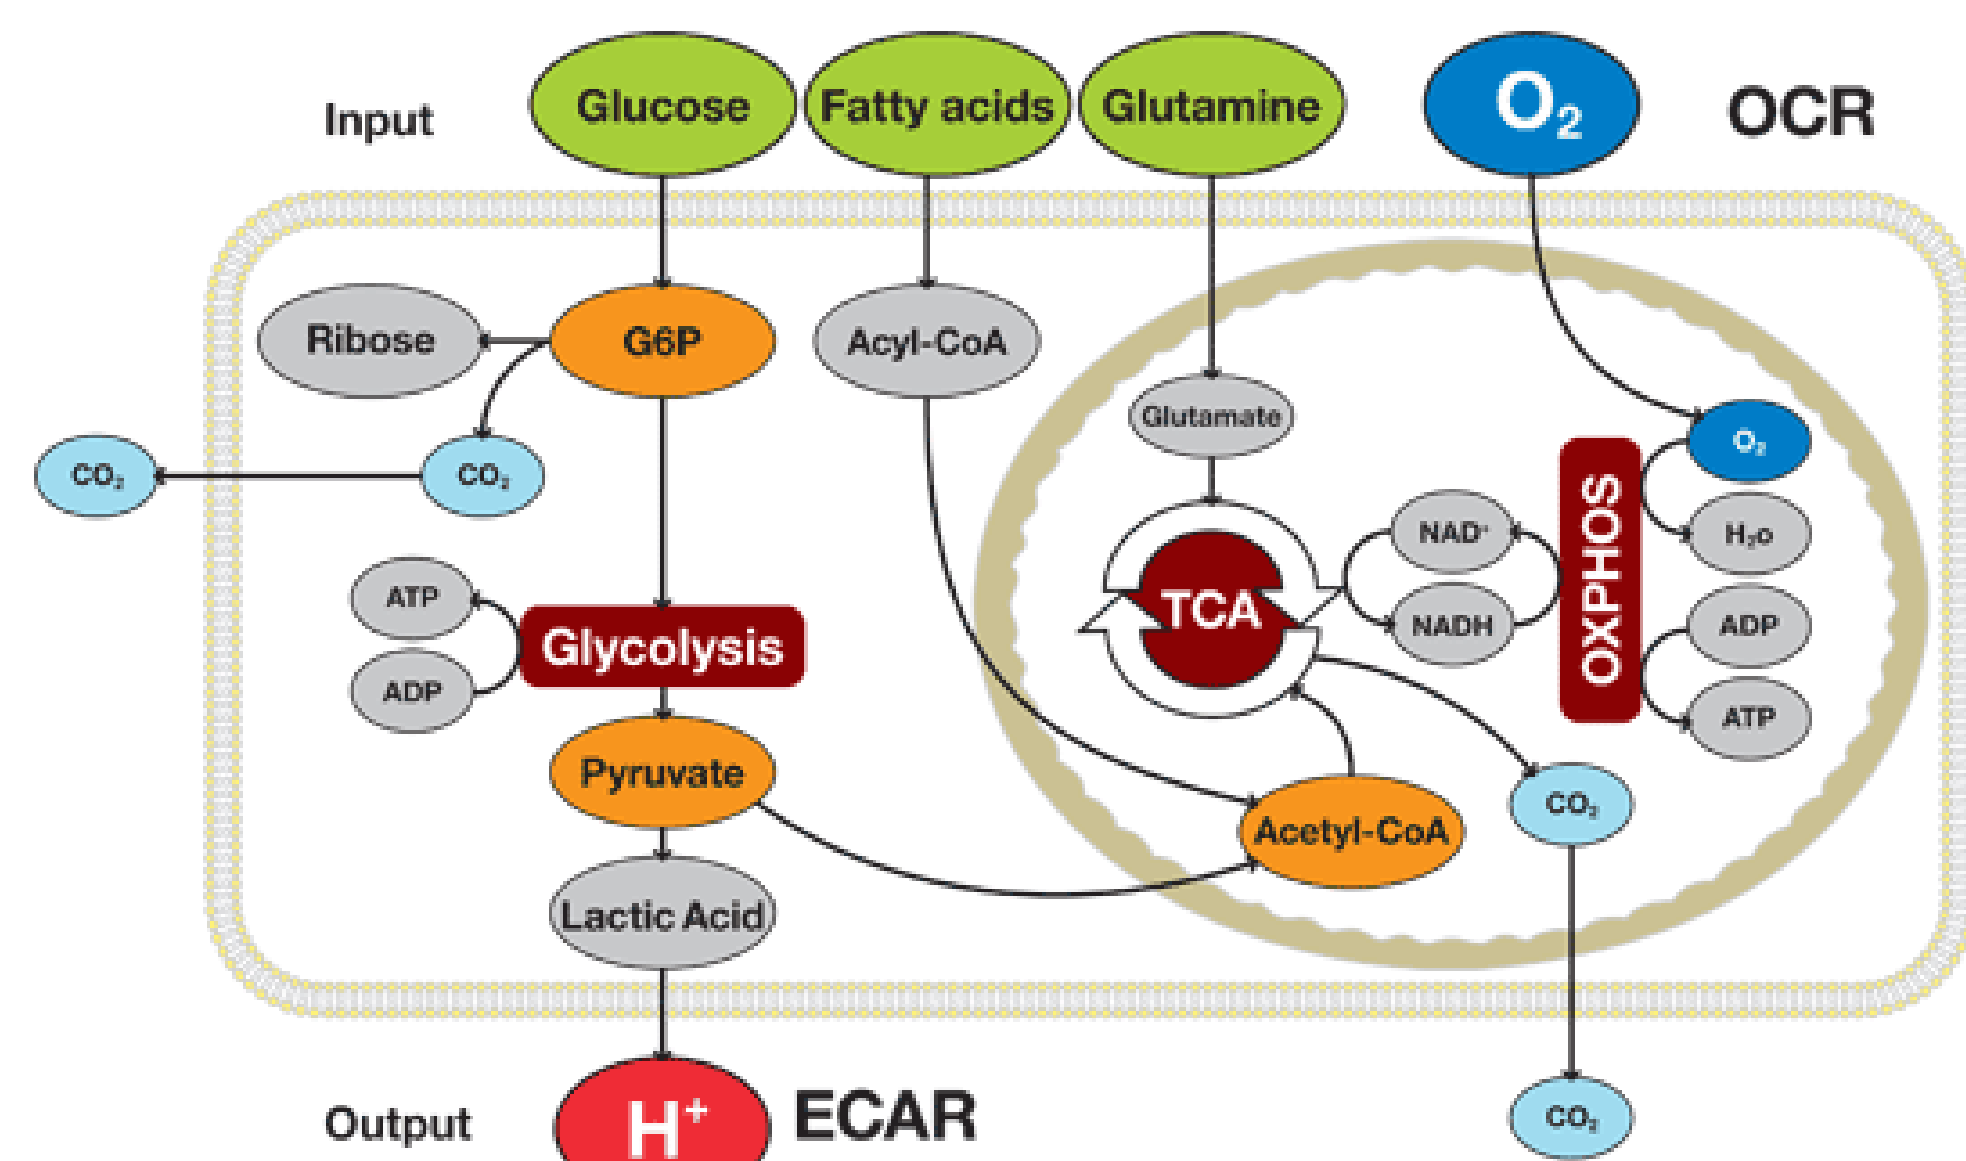 Input
Glucose
Fatty acids
Glutamine
O₂
OCR
Ribose
G6P
Acyl-CoA
Glutamate
O₂
CO₂
CO₂
OXPHOS
NAD⁺
H₂o
ATP
TCA
NADH
ADP
Glycolysis
ADP
ATP
Pyruvate
Acetyl-CoA
CO₂
Lactic Acid
Output
H⁺
ECAR
CO₂